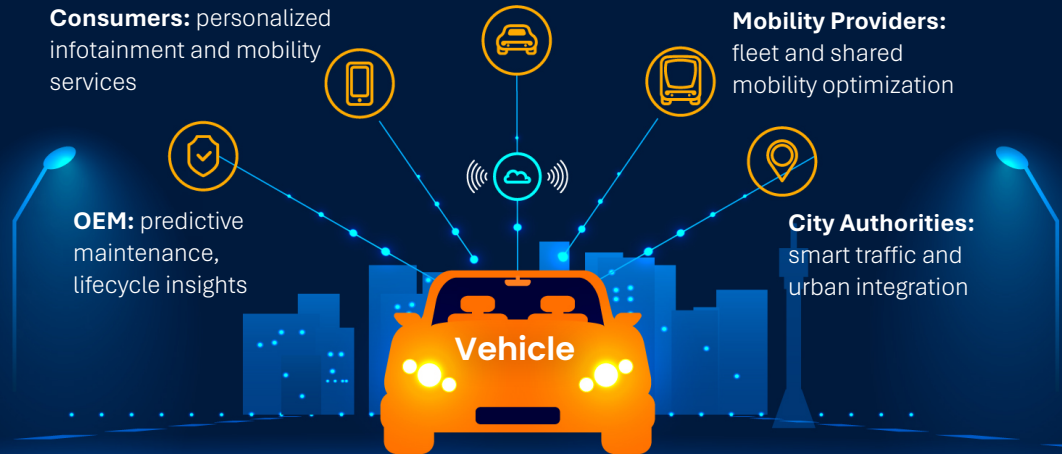 Consumers: personalized
infotainment and mobility
services
Mobility Providers:
fleet and shared
mobility optimization
OEM: predictive
maintenance,
lifecycle insights
City Authorities:
smart traffic and
urban integration
Vehicle